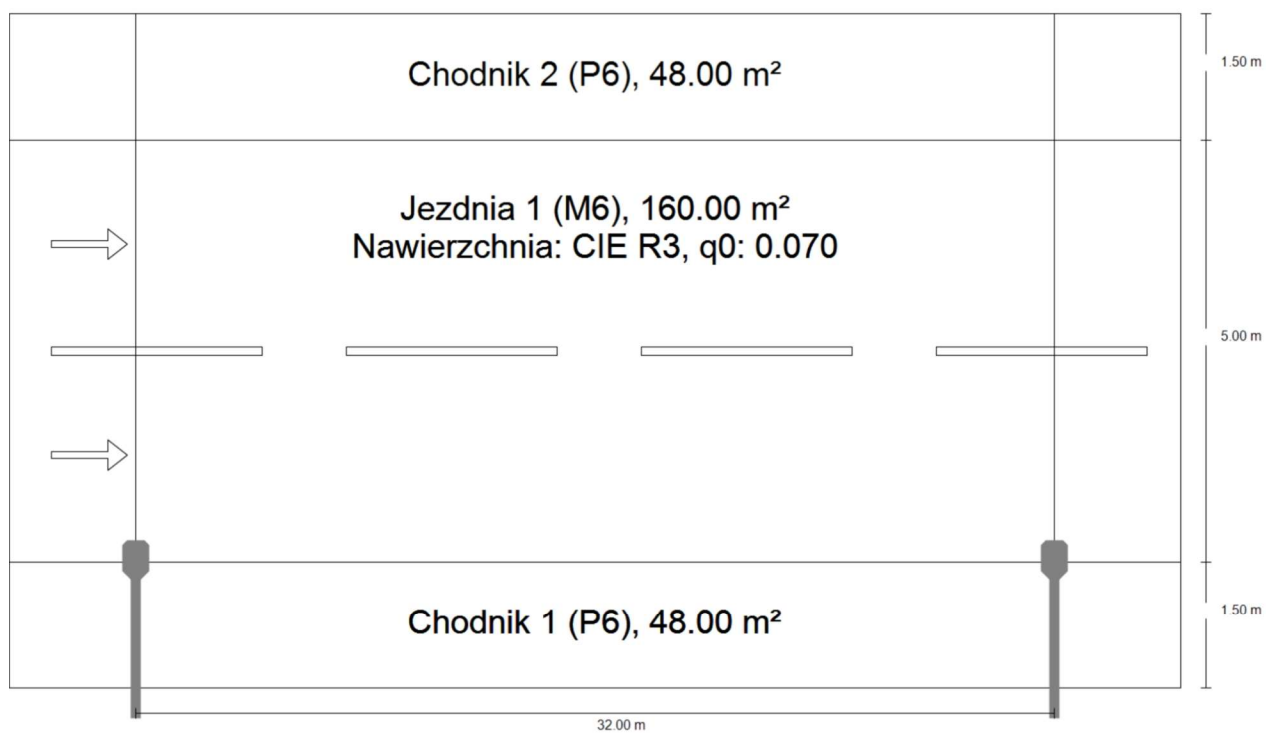 Chodnik 2 (P6), 48.00 m²
1.50 m
Jezdnia 1 (M6), 160.00 m²
Nawierzchnia: CIE R3, q0: 0.070
5.00 m
Chodnik 1 (P6), 48.00 m²
1.50 m
32.00 m